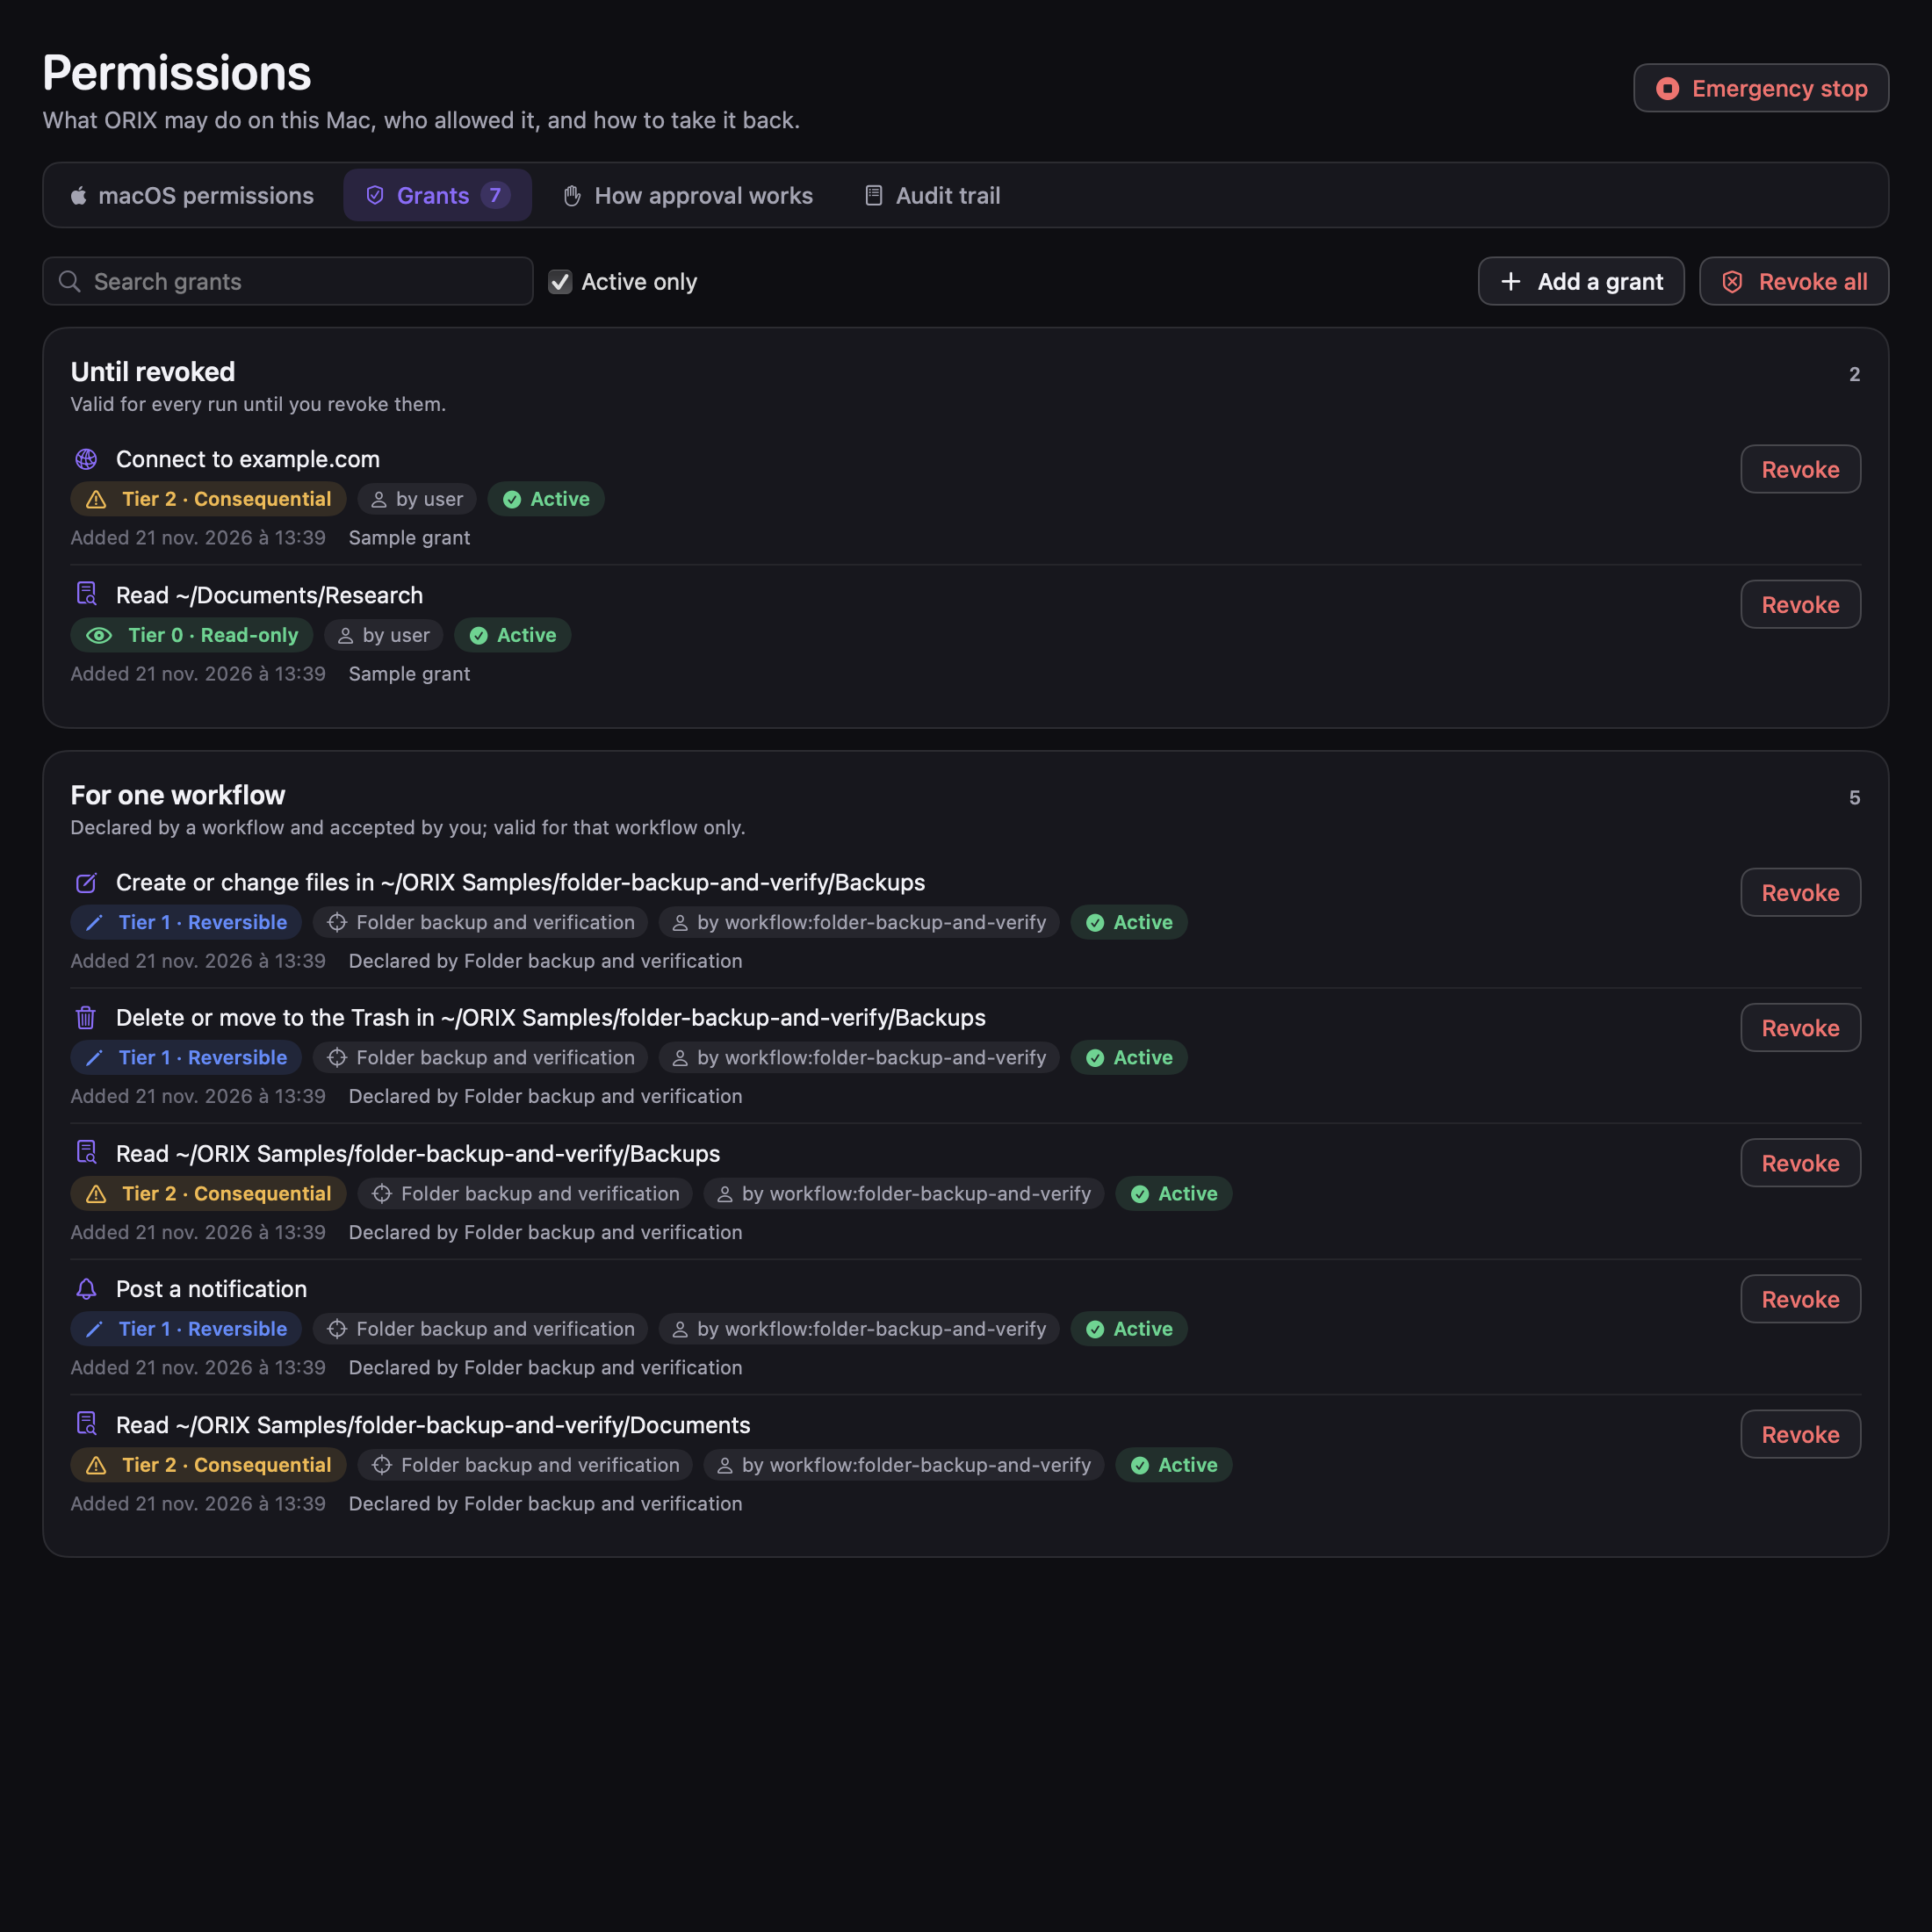 Permissions
What ORIX may do on this Mac, who allowed it, and how to take it back.
Emergency stop
macOS permissions Grants 7 How approval works Audit trail
Search grants Active only Add a grant Revoke all
Until revoked 2
Valid for every run until you revoke them.
Connect to example.com Revoke
Tier 2 · Consequential by user Active
Added 21 nov. 2026 à 13:39 Sample grant
Read ~/Documents/Research Revoke
Tier 0 · Read-only by user Active
Added 21 nov. 2026 à 13:39 Sample grant
For one workflow 5
Declared by a workflow and accepted by you; valid for that workflow only.
Create or change files in ~/ORIX Samples/folder-backup-and-verify/Backups Revoke
Tier 1 · Reversible Folder backup and verification by workflow:folder-backup-and-verify Active
Added 21 nov. 2026 à 13:39 Declared by Folder backup and verification
Delete or move to the Trash in ~/ORIX Samples/folder-backup-and-verify/Backups Revoke
Tier 1 · Reversible Folder backup and verification by workflow:folder-backup-and-verify Active
Added 21 nov. 2026 à 13:39 Declared by Folder backup and verification
Read ~/ORIX Samples/folder-backup-and-verify/Backups Revoke
Tier 2 · Consequential Folder backup and verification by workflow:folder-backup-and-verify Active
Added 21 nov. 2026 à 13:39 Declared by Folder backup and verification
Post a notification Revoke
Tier 1 · Reversible Folder backup and verification by workflow:folder-backup-and-verify Active
Added 21 nov. 2026 à 13:39 Declared by Folder backup and verification
Read ~/ORIX Samples/folder-backup-and-verify/Documents Revoke
Tier 2 · Consequential Folder backup and verification by workflow:folder-backup-and-verify Active
Added 21 nov. 2026 à 13:39 Declared by Folder backup and verification